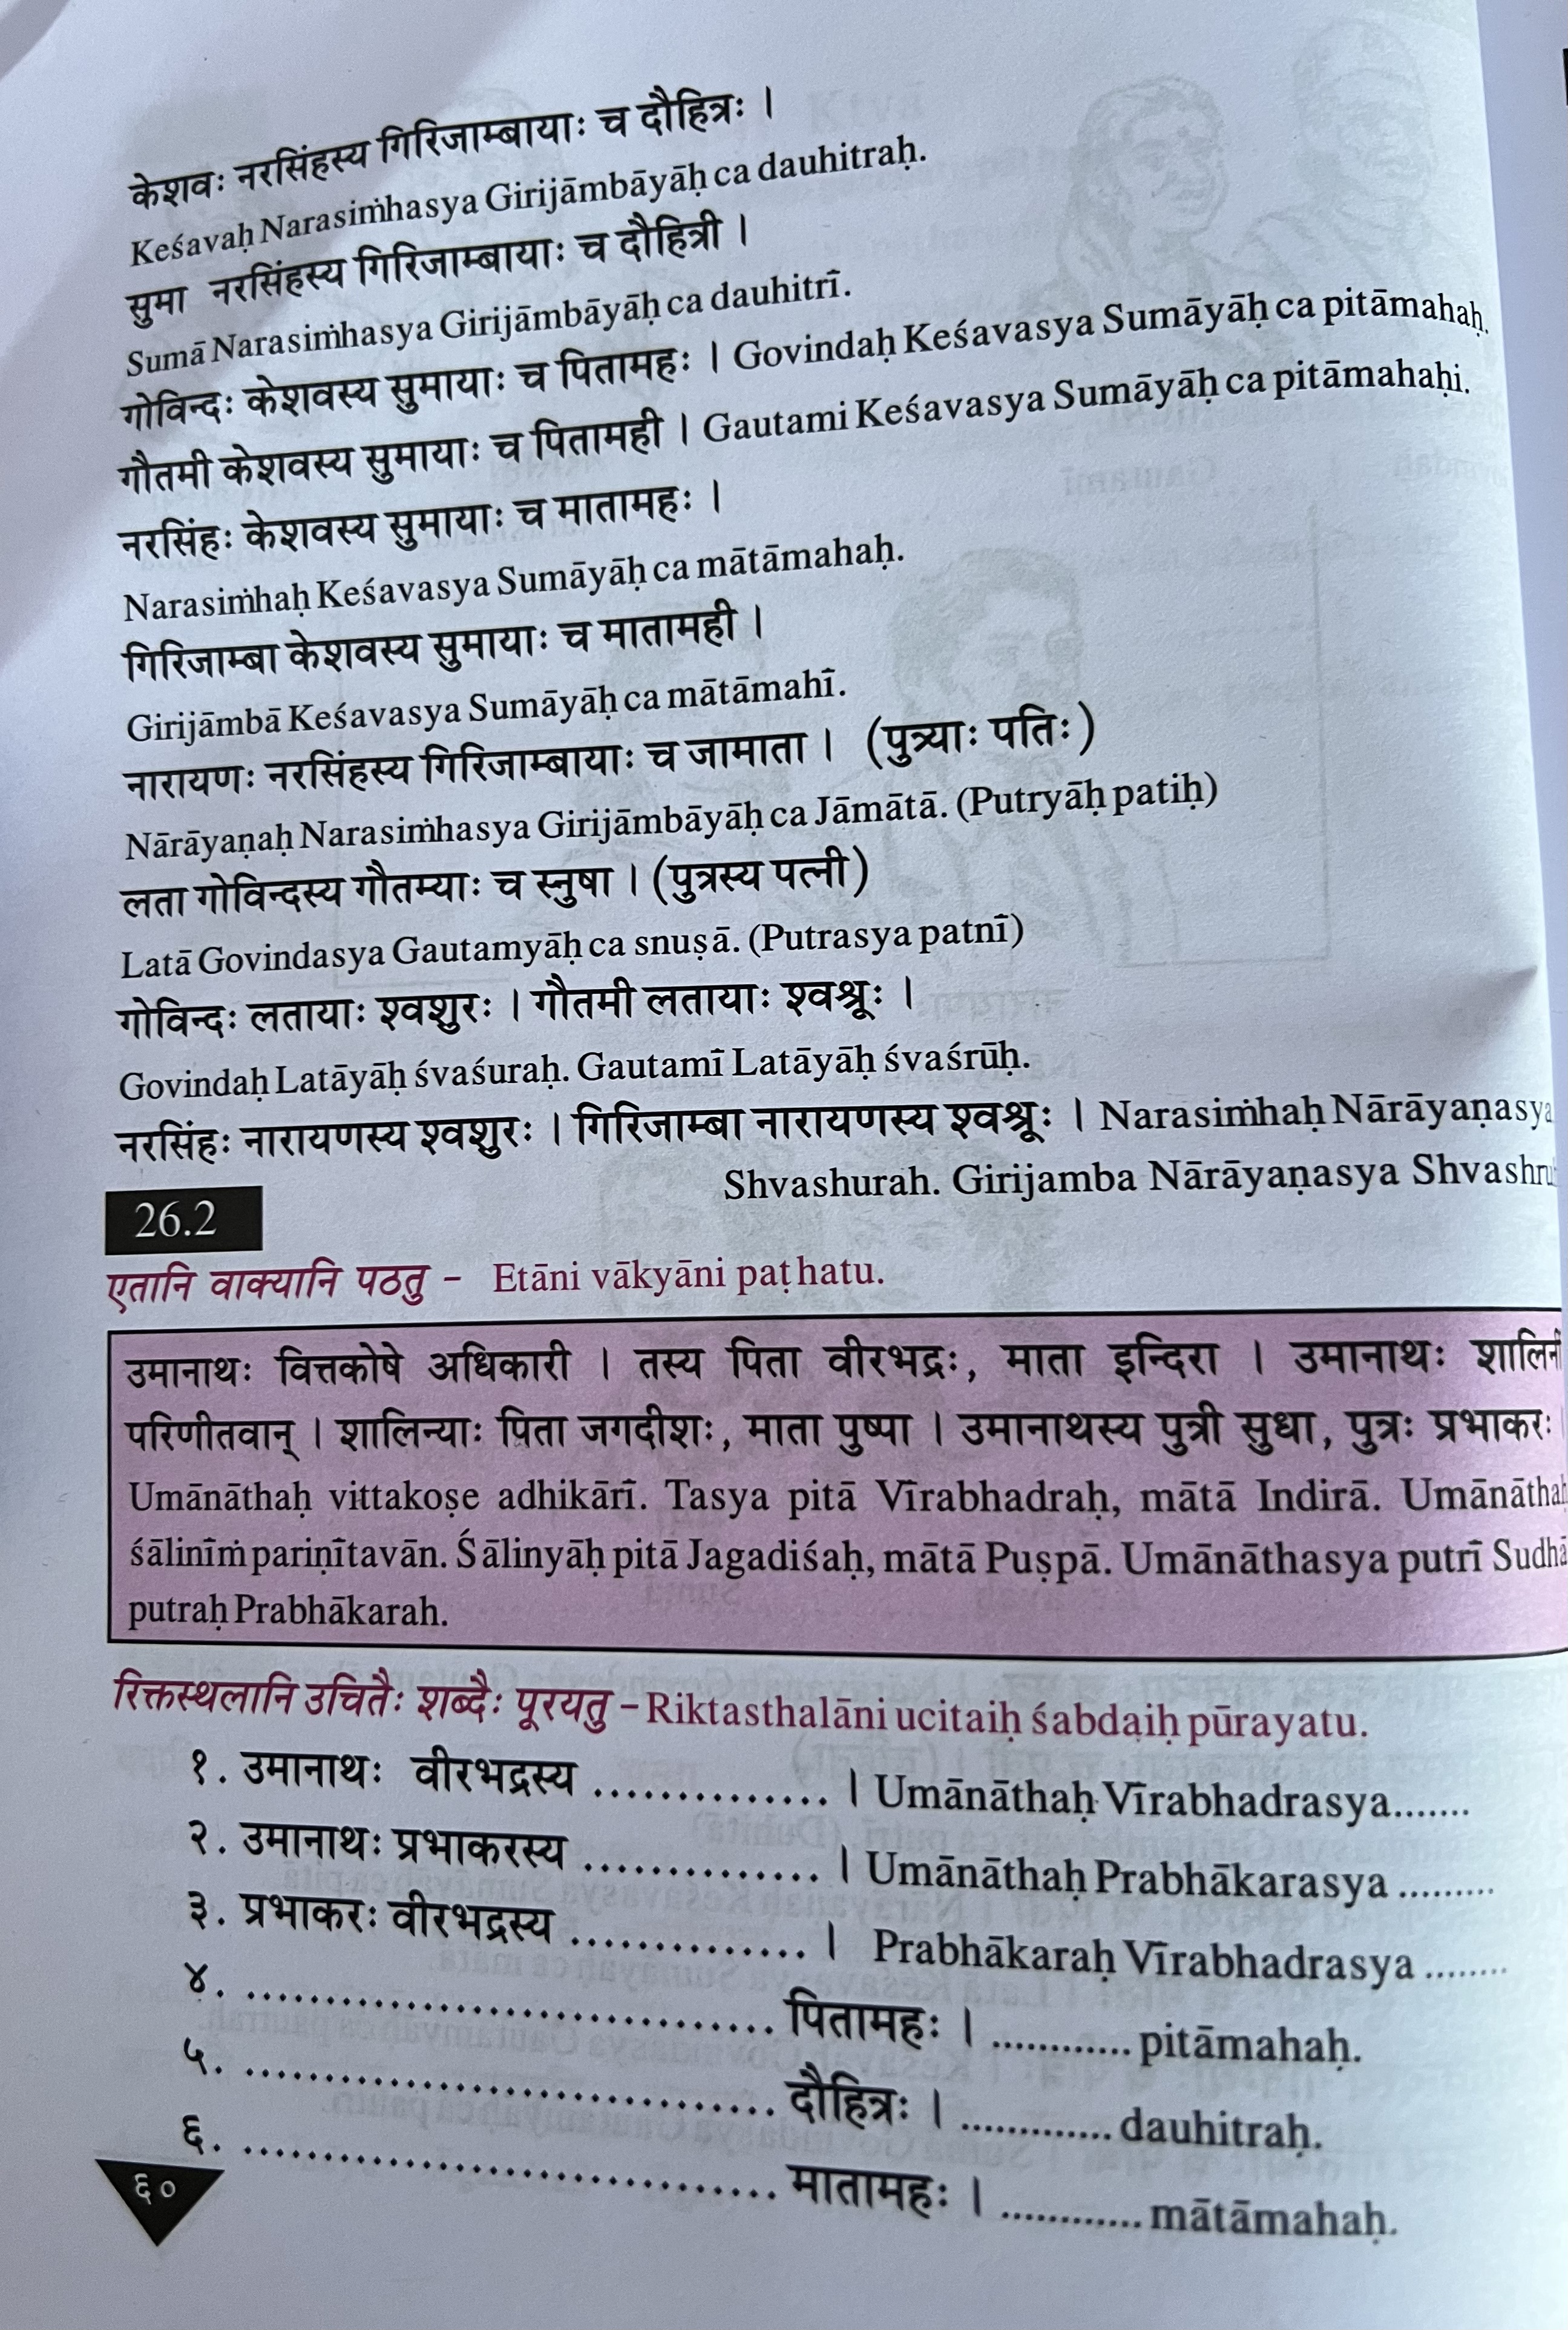 केशवः नरसिंहस्य गिरिजाम्बायाः च दौहित्रः ।
Keśavaḥ Narasiṁhasya Girijāmbāyāḥ ca dauhitraḥ.
सुमा नरसिंहस्य गिरिजाम्बायाः च दौहित्री ।
Sumā Narasiṁhasya Girijāmbāyāḥ ca dauhitrī.
गोविन्दः केशवस्य सुमायाः च पितामहः । Govindaḥ Keśavasya Sumāyāḥ ca pitāmahaḥ.
गौतमी केशवस्य सुमायाः च पितामही । Gautami Keśavasya Sumāyāḥ ca pitāmahaḥi.
नरसिंहः केशवस्य सुमायाः च मातामहः ।
Narasiṁhaḥ Keśavasya Sumāyāḥ ca mātāmahaḥ.
गिरिजाम्बा केशवस्य सुमायाः च मातामही ।
Girijāmbā Keśavasya Sumāyāḥ ca mātāmahī.
नारायणः नरसिंहस्य गिरिजाम्बायाः च जामाता । (पुत्र्याः पतिः)
Nārāyaṇaḥ Narasiṁhasya Girijāmbāyāḥ ca Jāmātā. (Putryāḥ patiḥ)
लता गोविन्दस्य गौतम्याः च स्नुषा । (पुत्रस्य पत्नी)
Latā Govindasya Gautamyāḥ ca snuṣā. (Putrasya patnī)
गोविन्दः लतायाः श्वशुरः । गौतमी लतायाः श्वश्रूः ।
Govindaḥ Latāyāḥ śvaśuraḥ. Gautamī Latāyāḥ śvaśrūḥ.
नरसिंहः नारायणस्य श्वशुरः । गिरिजाम्बा नारायणस्य श्वश्रूः । Narasiṁhaḥ Nārāyaṇasya
Shvashurah. Girijamba Nārāyaṇasya
26.2
एतानि वाक्यानि पठतु - Etāni vākyāni paṭhatu.
उमानाथः वित्तकोषे अधिकारी । तस्य पिता वीरभद्रः, माता इन्दिरा । उमानाथः
परिणीतवान् । शालिन्याः पिता जगदीशः, माता पुष्पा । उमानाथस्य पुत्री सुधा, पुत्रः प्रभाकरः
Umānāthaḥ vittakoṣe adhikārī. Tasya pitā Vīrabhadraḥ, mātā Indirā. Umānāthaḥ
śālinīṁ pariṇītavān. Śālinyāḥ pitā Jagadiśaḥ, mātā Puṣpā. Umānāthasya putrī Sudhā
putraḥ Prabhākarah.
रिक्तस्थलानि उचितैः शब्दैः पूरयतु - Riktasthalāni ucitaiḥ śabdaiḥ pūrayatu.
१. उमानाथः वीरभद्रस्य .............. । Umānāthaḥ Vīrabhadrasya.......
२. उमानाथः प्रभाकरस्य .............. । Umānāthaḥ Prabhākarasya .........
३. प्रभाकरः वीरभद्रस्य .............. । Prabhākaraḥ Vīrabhadrasya ........
४. ................................ पितामहः । ............ pitāmahaḥ.
५. ................................ दौहित्रः । ............. dauhitraḥ.
६. ................................ मातामहः । ............ mātāmahaḥ.
६०